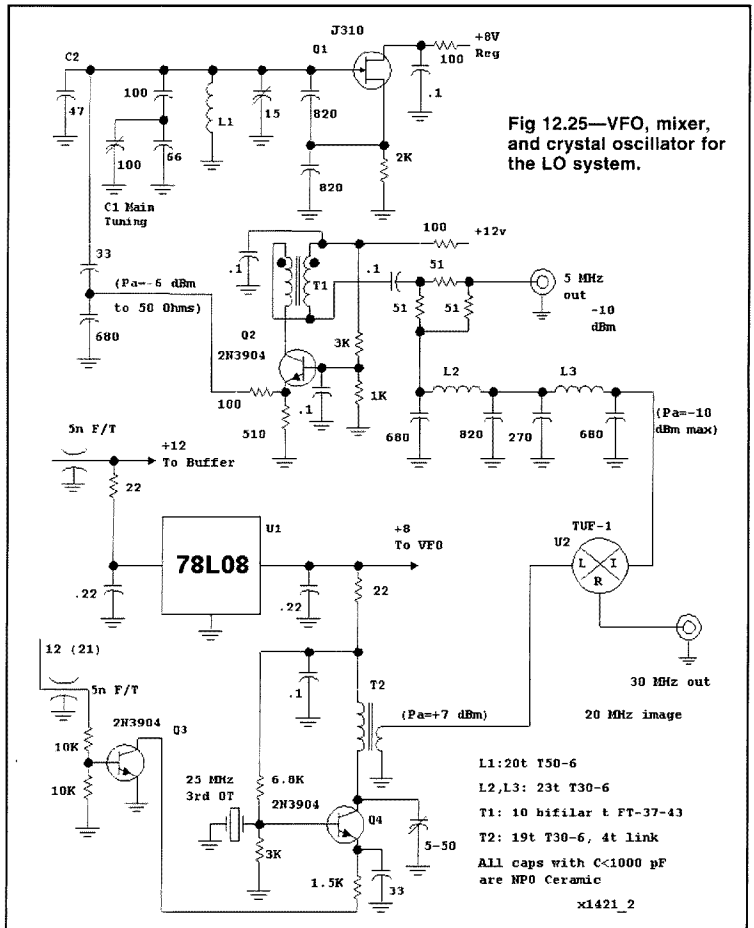 J310
Q1
+8V
Reg
100
.1
C2
47
100
100
66
L1
15
820
820
2K
C1 Main
Tuning
Fig 12.25—VFO, mixer,
and crystal oscillator for
the LO system.
33
680
(Pa=-6 dBm
to 50 Ohms)
.1
T1
100
+12v
.1
51
51
51
5 MHz
out
-10
dBm
Q2
2N3904
3K
1K
100
510
.1
L2
L3
680
820
270
680
(Pa=-10
dBm max)
5n F/T
+12
To Buffer
22
U1
78L08
.22
.22
+8
To VFO
22
TUF-1
U2
L
I
R
30 MHz out
20 MHz image
12 (21)
5n F/T
2N3904
Q3
10K
10K
.1
T2
(Pa=+7 dBm)
25 MHz
3rd OT
6.8K
2N3904
Q4
3K
5-50
1.5K
33
L1:20t T50-6
L2,L3: 23t T30-6
T1: 10 bifilar t FT-37-43
T2: 19t T30-6, 4t link
All caps with C<1000 pF
are NP0 Ceramic
x1421_2